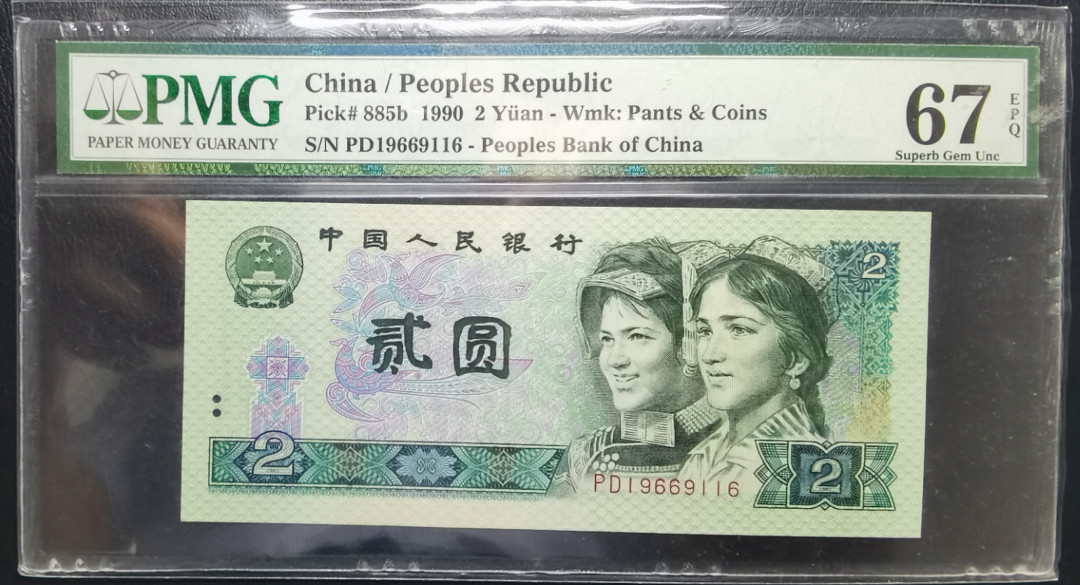 PMG
PAPER MONEY GUARANTY
China / Peoples Republic
Pick# 885b 1990 2 Yüan - Wmk: Pants & Coins
S/N PD19669116 - Peoples Bank of China
67
EPQ
Superb Gem Unc
中国人民银行
贰圆
2
2
2
PD19669116